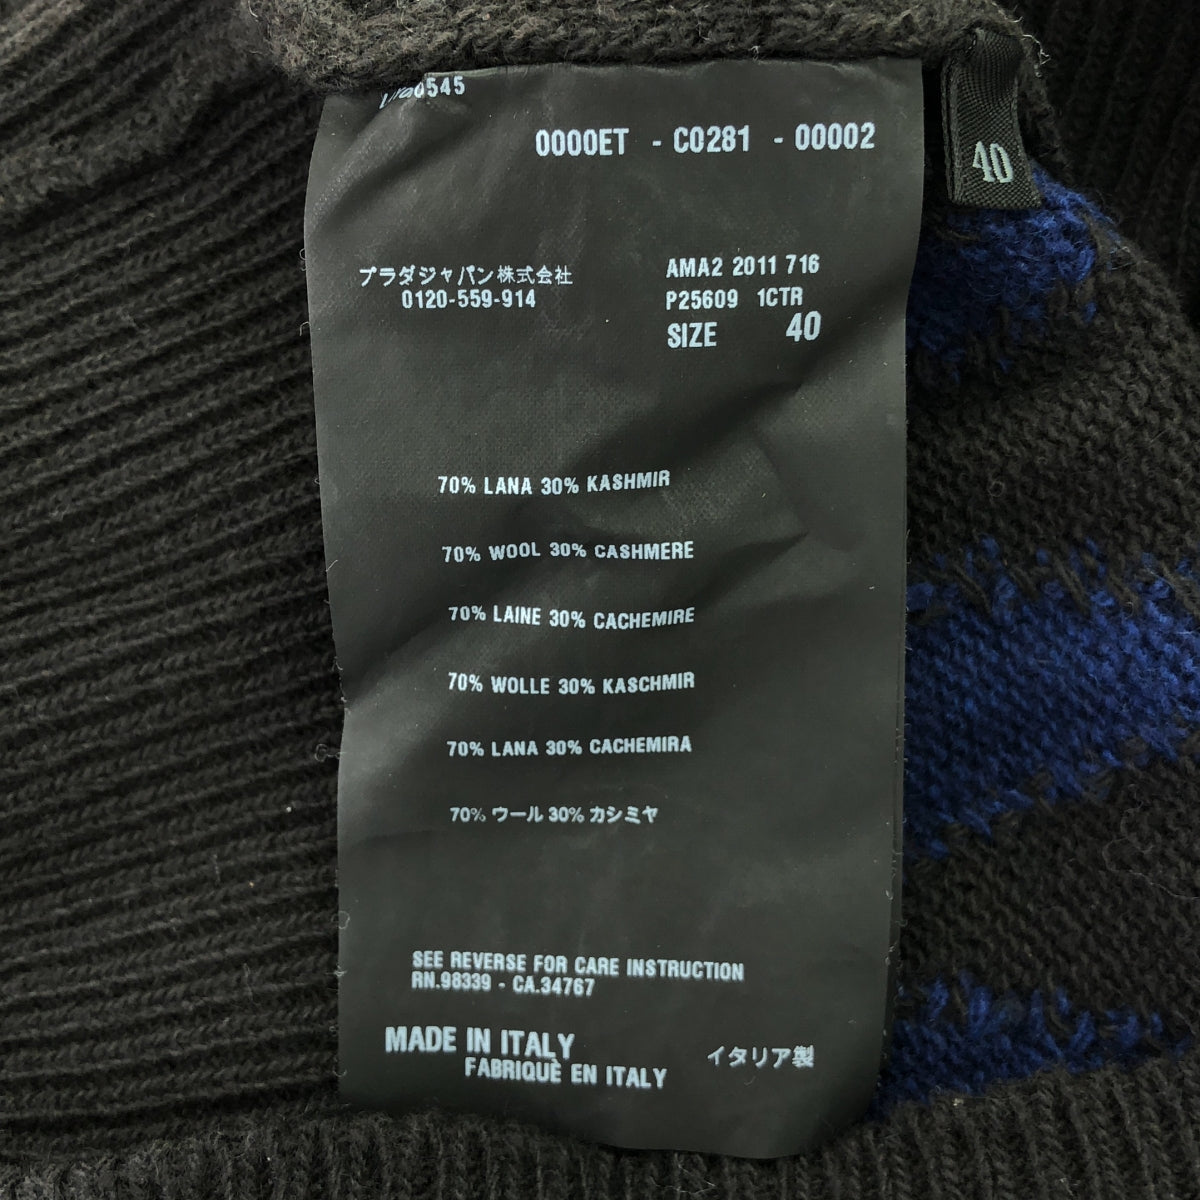 0000ET - C0281 - 00002
40
プラダジャパン株式会社
0120-559-914
AMA2 2011 716
P25609 1CTR
SIZE 40
70% LANA 30% KASHMIR
70% WOOL 30% CASHMERE
70% LAINE 30% CACHEMIRE
70% WOLLE 30% KASCHMIR
70% LANA 30% CACHEMIRA
70% ウール 30% カシミヤ
SEE REVERSE FOR CARE INSTRUCTION
RN.98339 - CA.34767
MADE IN ITALY
FABRIQUÈ EN ITALY
イタリア製